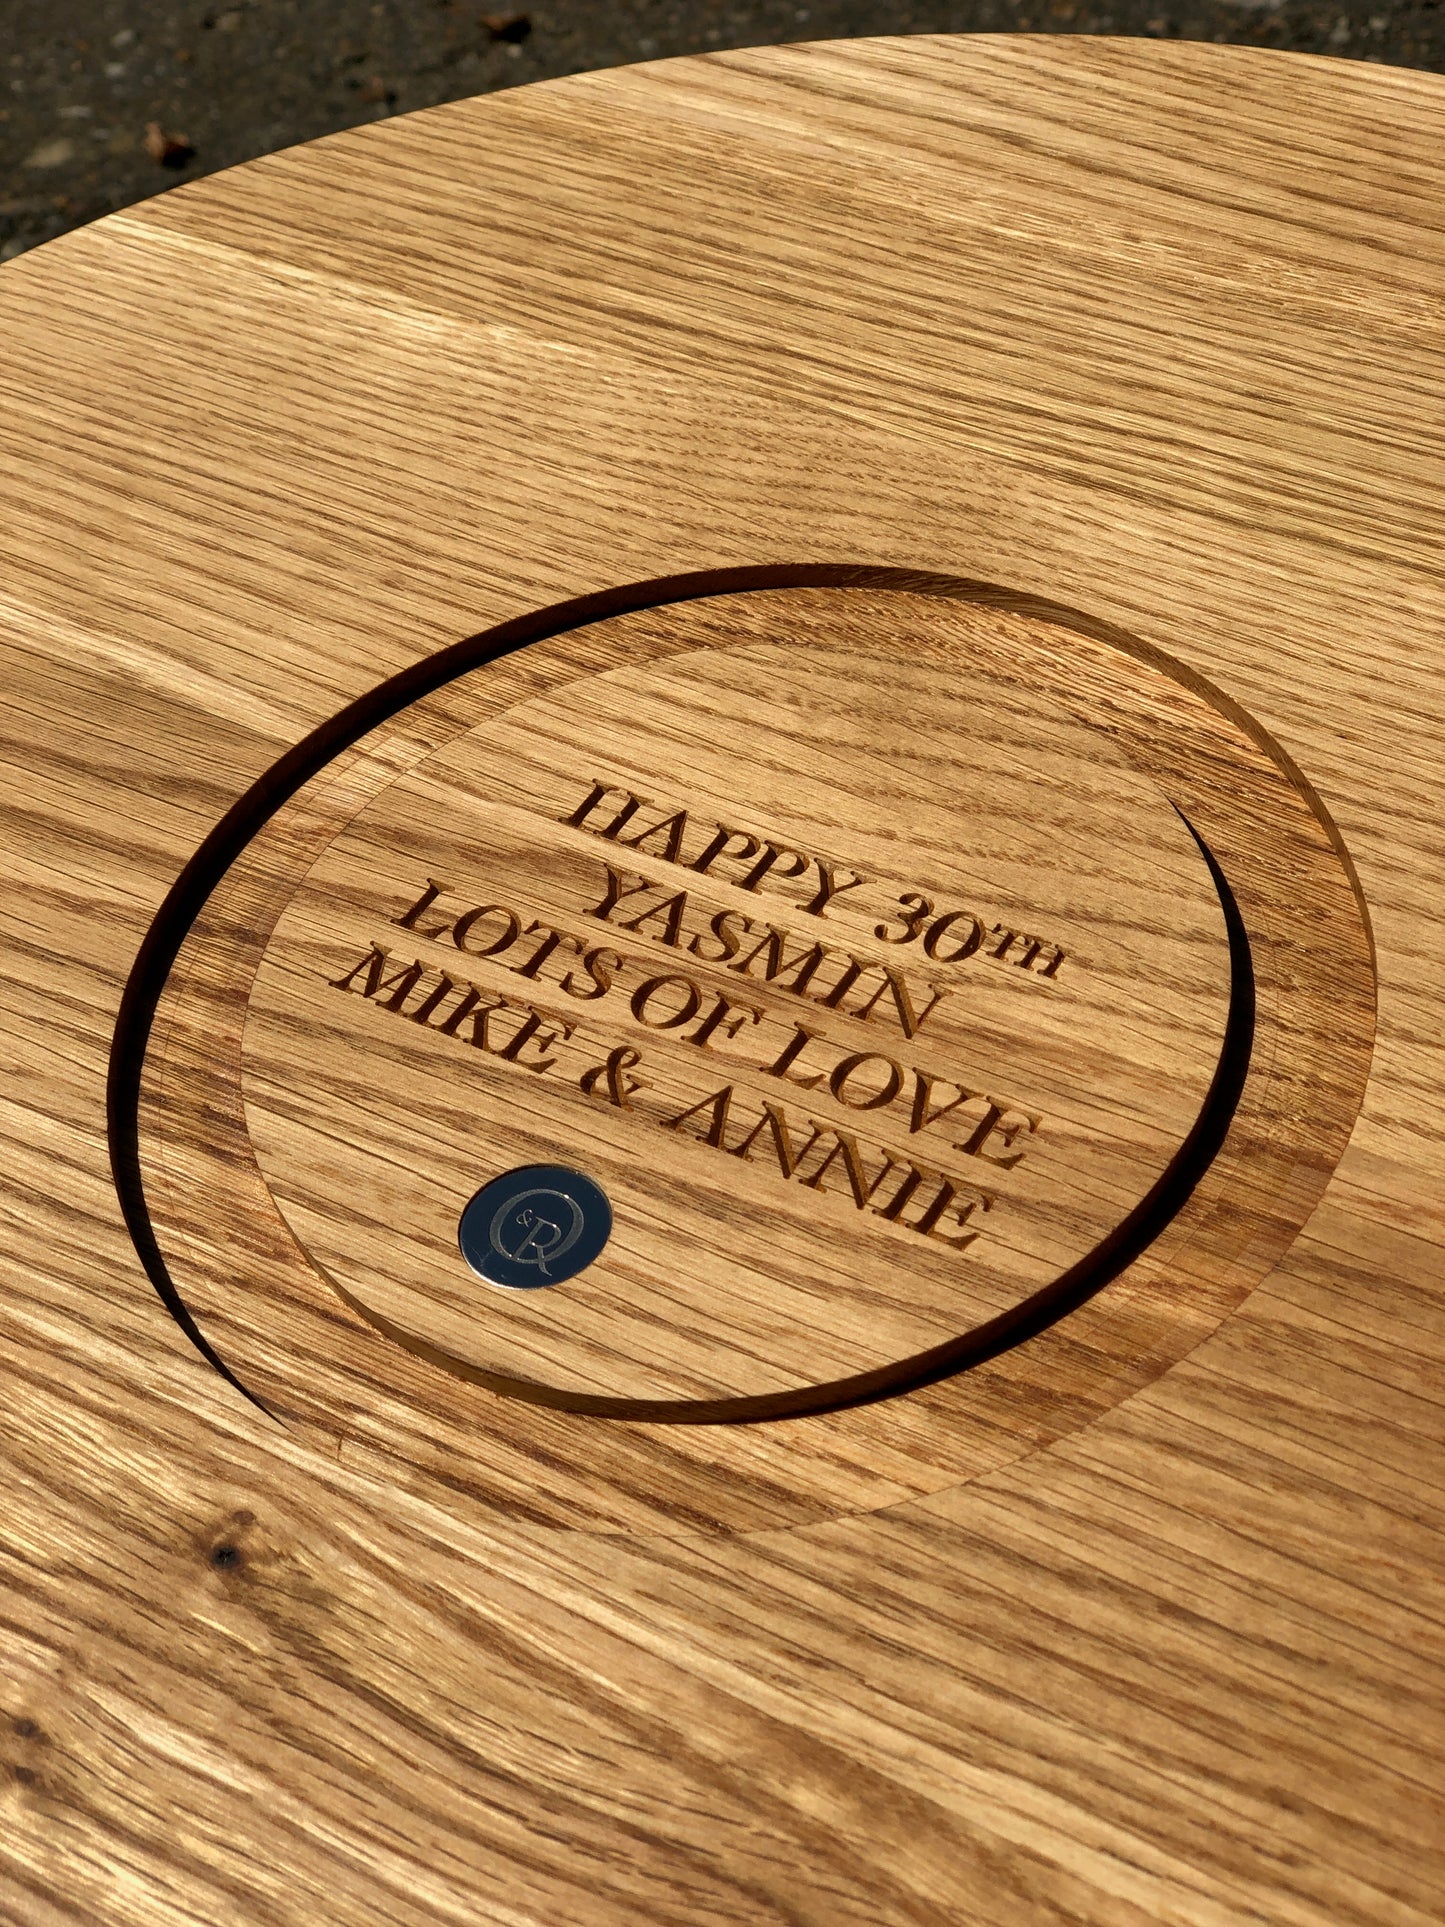 HAPPY 30TH
YASMIN
LOTS OF LOVE
MIKE & ANNIE
O&R